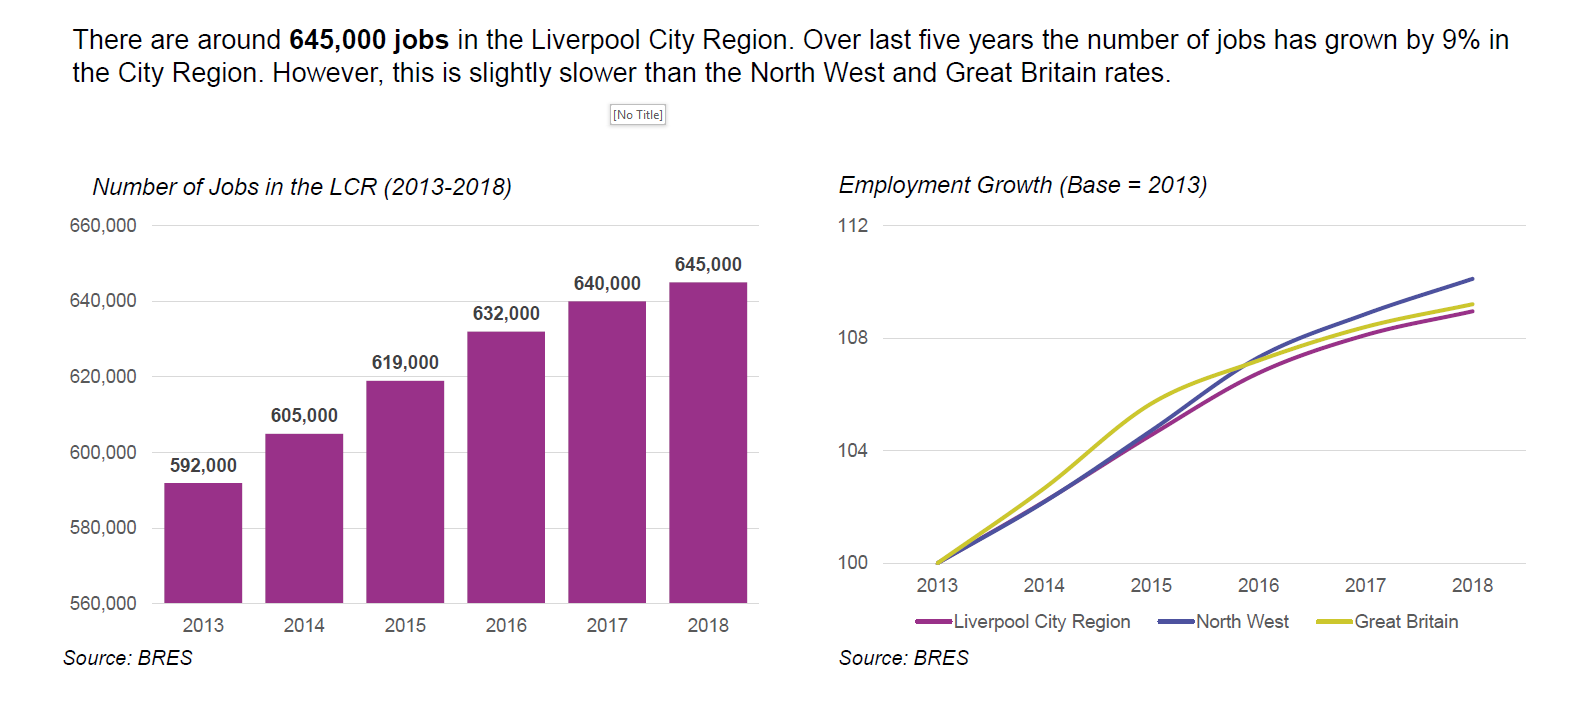 There are around 645,000 jobs in the Liverpool City Region. Over last five years the number of jobs has grown by 9% in
the City Region. However, this is slightly slower than the North West and Great Britain rates.
[No Title]
Number of Jobs in the LCR (2013-2018)
660,000
640,000
620,000
600,000
580,000
560,000
592,000
605,000
619,000
632,000
640,000
645,000
2013 2014 2015 2016 2017 2018
Source: BRES
Employment Growth (Base = 2013)
112
108
104
100
2013 2014 2015 2016 2017 2018
Liverpool City Region North West Great Britain
Source: BRES